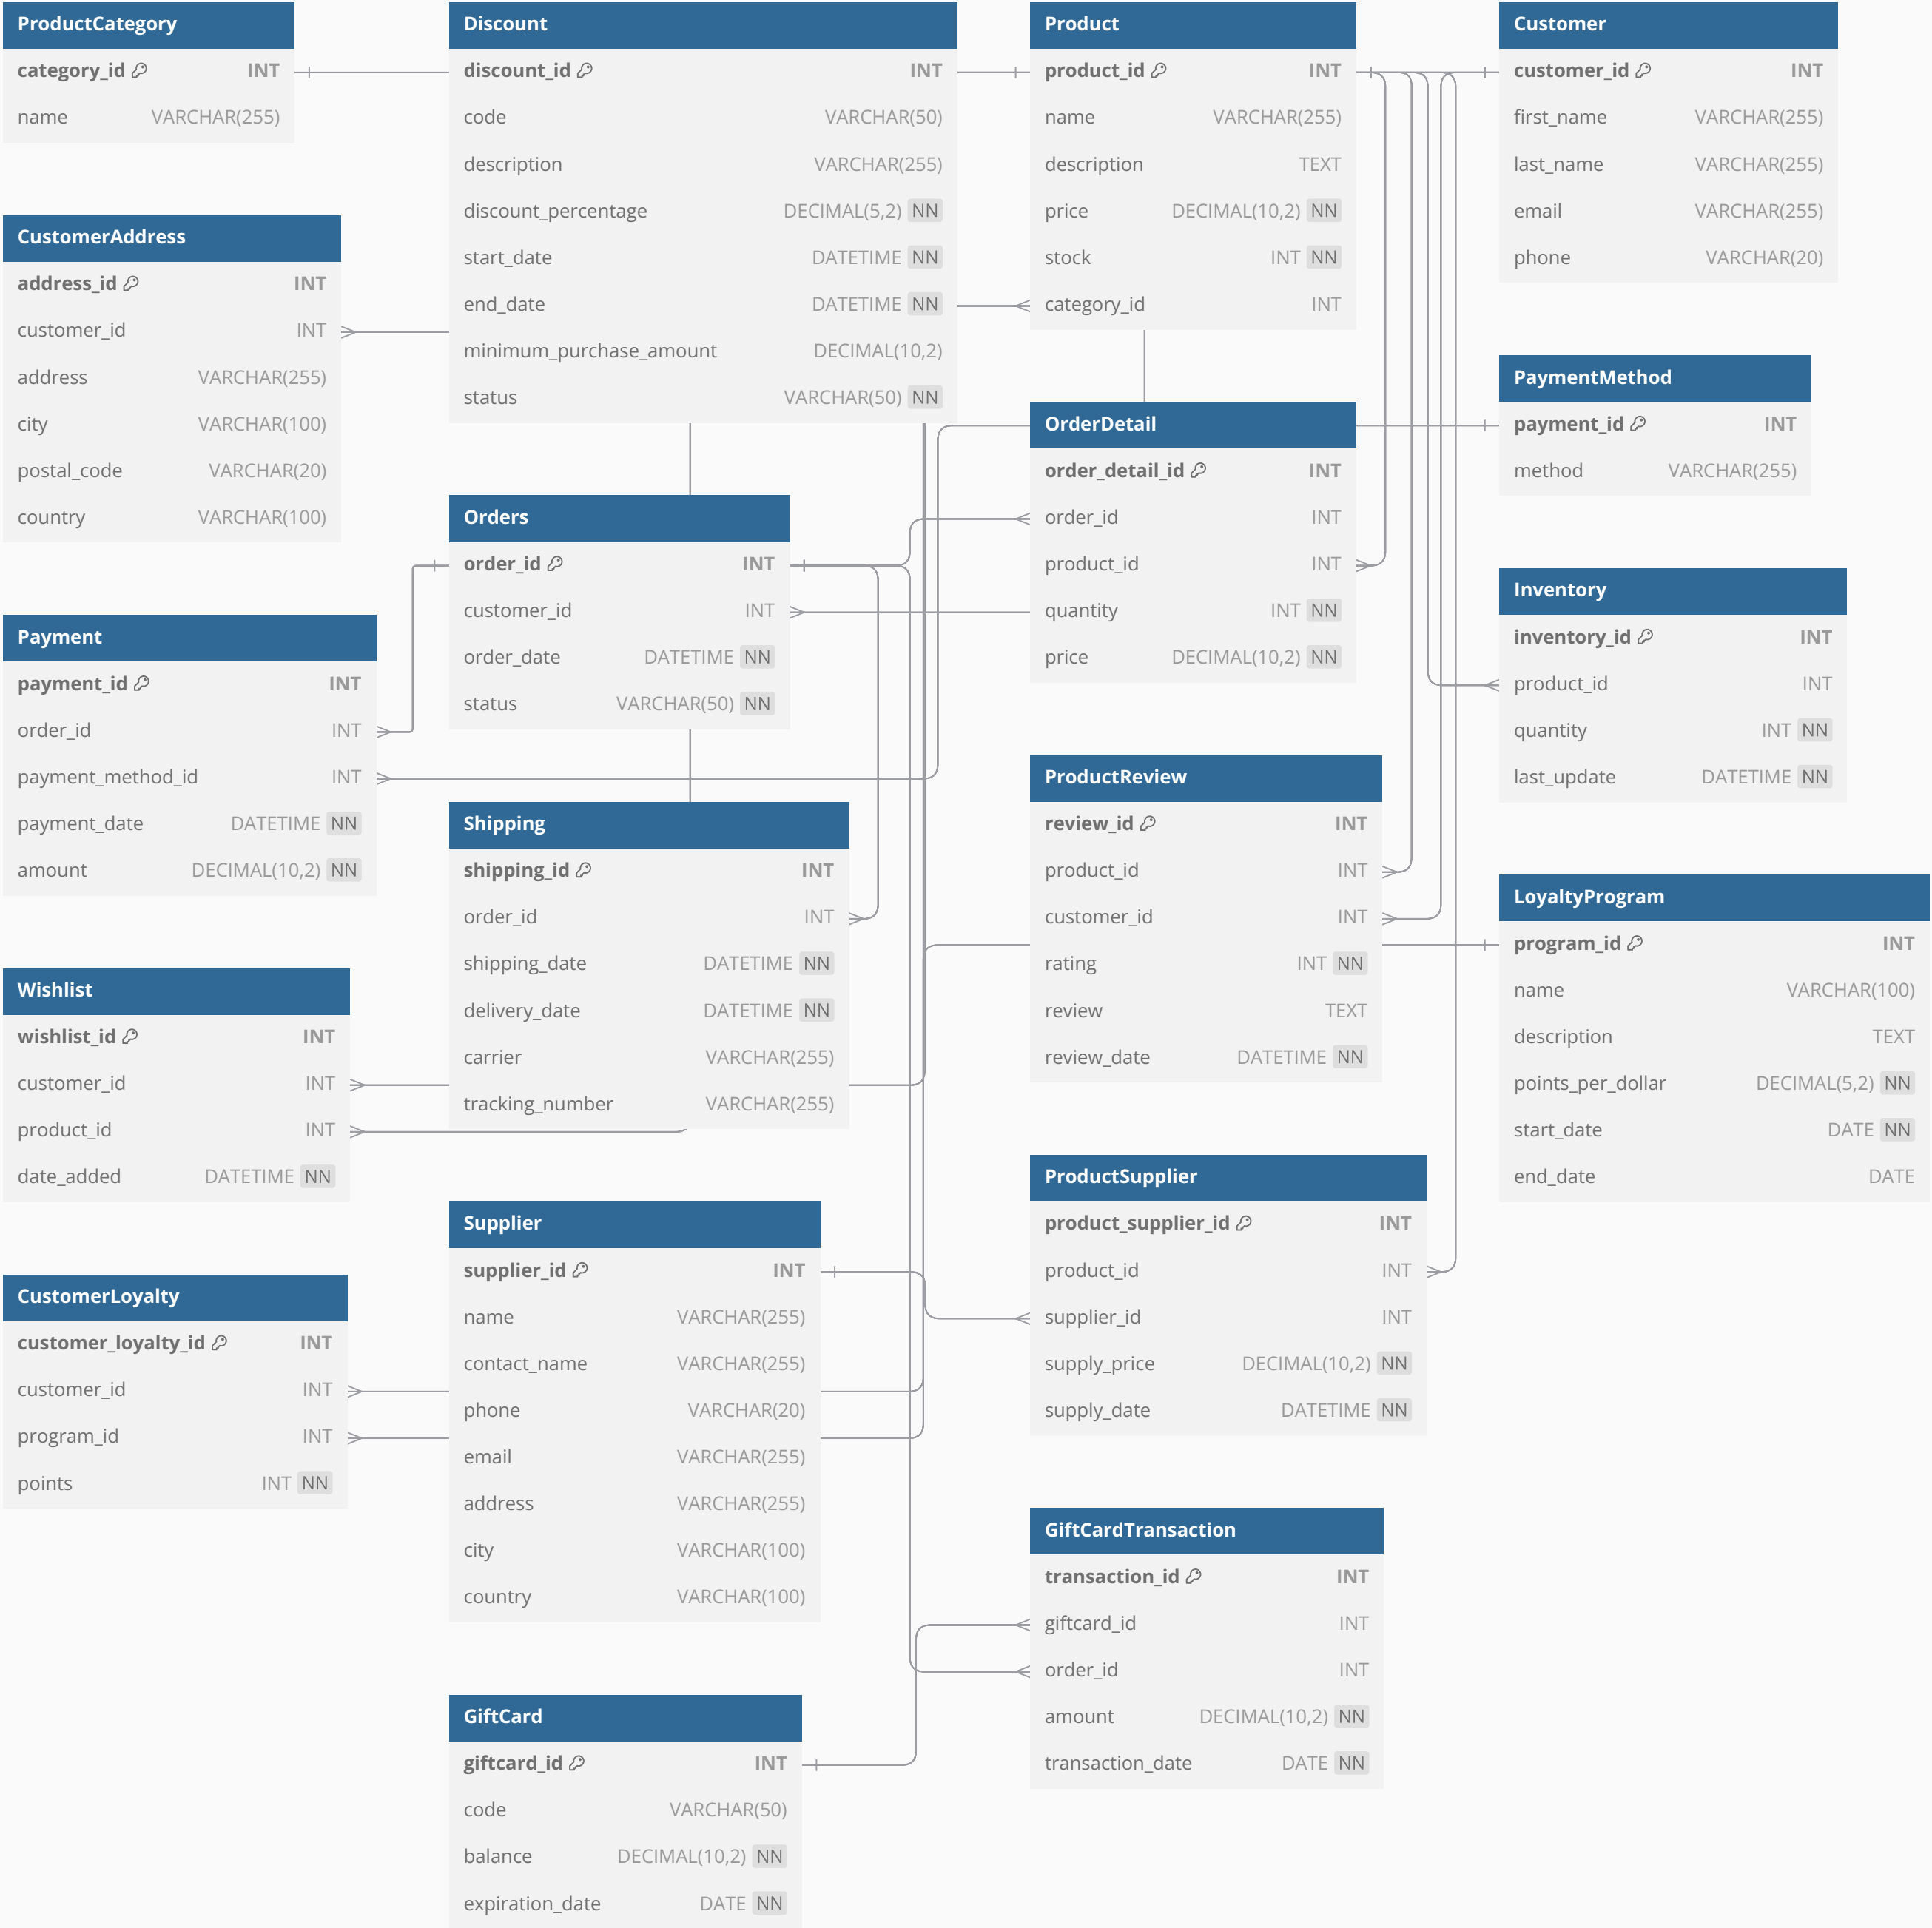 ProductCategory
category_id INT
name VARCHAR(255)
CustomerAddress
address_id INT
customer_id INT
address VARCHAR(255)
city VARCHAR(100)
postal_code VARCHAR(20)
country VARCHAR(100)
Payment
payment_id INT
order_id INT
payment_method_id INT
payment_date DATETIME NN
amount DECIMAL(10,2) NN
Wishlist
wishlist_id INT
customer_id INT
product_id INT
date_added DATETIME NN
CustomerLoyalty
customer_loyalty_id INT
customer_id INT
program_id INT
points INT NN
Discount
discount_id INT
code VARCHAR(50)
description VARCHAR(255)
discount_percentage DECIMAL(5,2) NN
start_date DATETIME NN
end_date DATETIME NN
minimum_purchase_amount DECIMAL(10,2)
status VARCHAR(50) NN
Orders
order_id INT
customer_id INT
order_date DATETIME NN
status VARCHAR(50) NN
Shipping
shipping_id INT
order_id INT
shipping_date DATETIME NN
delivery_date DATETIME NN
carrier VARCHAR(255)
tracking_number VARCHAR(255)
Supplier
supplier_id INT
name VARCHAR(255)
contact_name VARCHAR(255)
phone VARCHAR(20)
email VARCHAR(255)
address VARCHAR(255)
city VARCHAR(100)
country VARCHAR(100)
GiftCard
giftcard_id INT
code VARCHAR(50)
balance DECIMAL(10,2) NN
expiration_date DATE NN
Product
product_id INT
name VARCHAR(255)
description TEXT
price DECIMAL(10,2) NN
stock INT NN
category_id INT
OrderDetail
order_detail_id INT
order_id INT
product_id INT
quantity INT NN
price DECIMAL(10,2) NN
ProductReview
review_id INT
product_id INT
customer_id INT
rating INT NN
review TEXT
review_date DATETIME NN
ProductSupplier
product_supplier_id INT
product_id INT
supplier_id INT
supply_price DECIMAL(10,2) NN
supply_date DATETIME NN
GiftCardTransaction
transaction_id INT
giftcard_id INT
order_id INT
amount DECIMAL(10,2) NN
transaction_date DATE NN
Customer
customer_id INT
first_name VARCHAR(255)
last_name VARCHAR(255)
email VARCHAR(255)
phone VARCHAR(20)
PaymentMethod
payment_id INT
method VARCHAR(255)
Inventory
inventory_id INT
product_id INT
quantity INT NN
last_update DATETIME NN
LoyaltyProgram
program_id INT
name VARCHAR(100)
description TEXT
points_per_dollar DECIMAL(5,2) NN
start_date DATE NN
end_date DATE